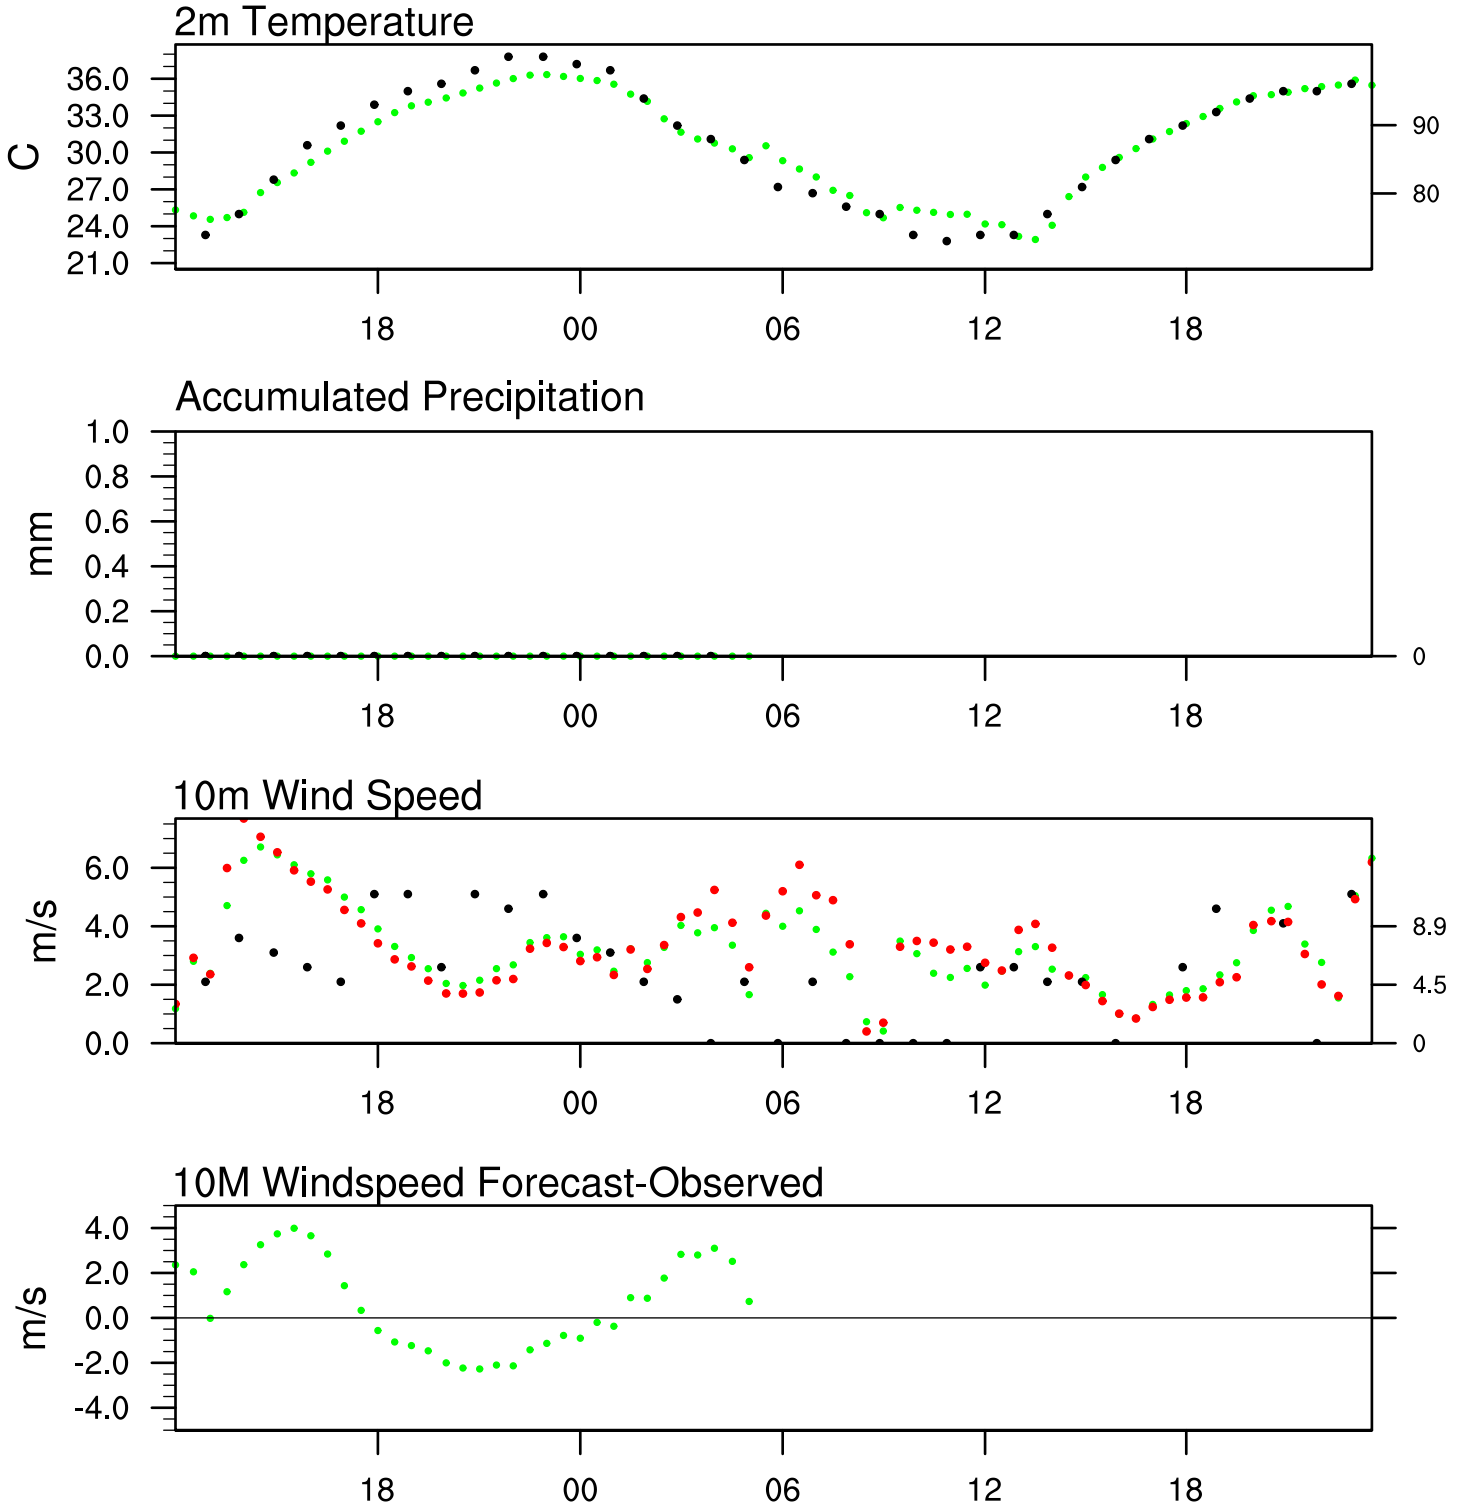 2m Temperature
36.0
33.0
30.0
27.0
24.0
21.0
C
90
80
18 00 06 12 18
Accumulated Precipitation
1.0
0.8
0.6
0.4
0.2
0.0
mm
0
18 00 06 12 18
10m Wind Speed
6.0
4.0
2.0
0.0
m/s
8.9
4.5
0
18 00 06 12 18
10M Windspeed Forecast-Observed
4.0
2.0
0.0
-2.0
-4.0
m/s
18 00 06 12 18